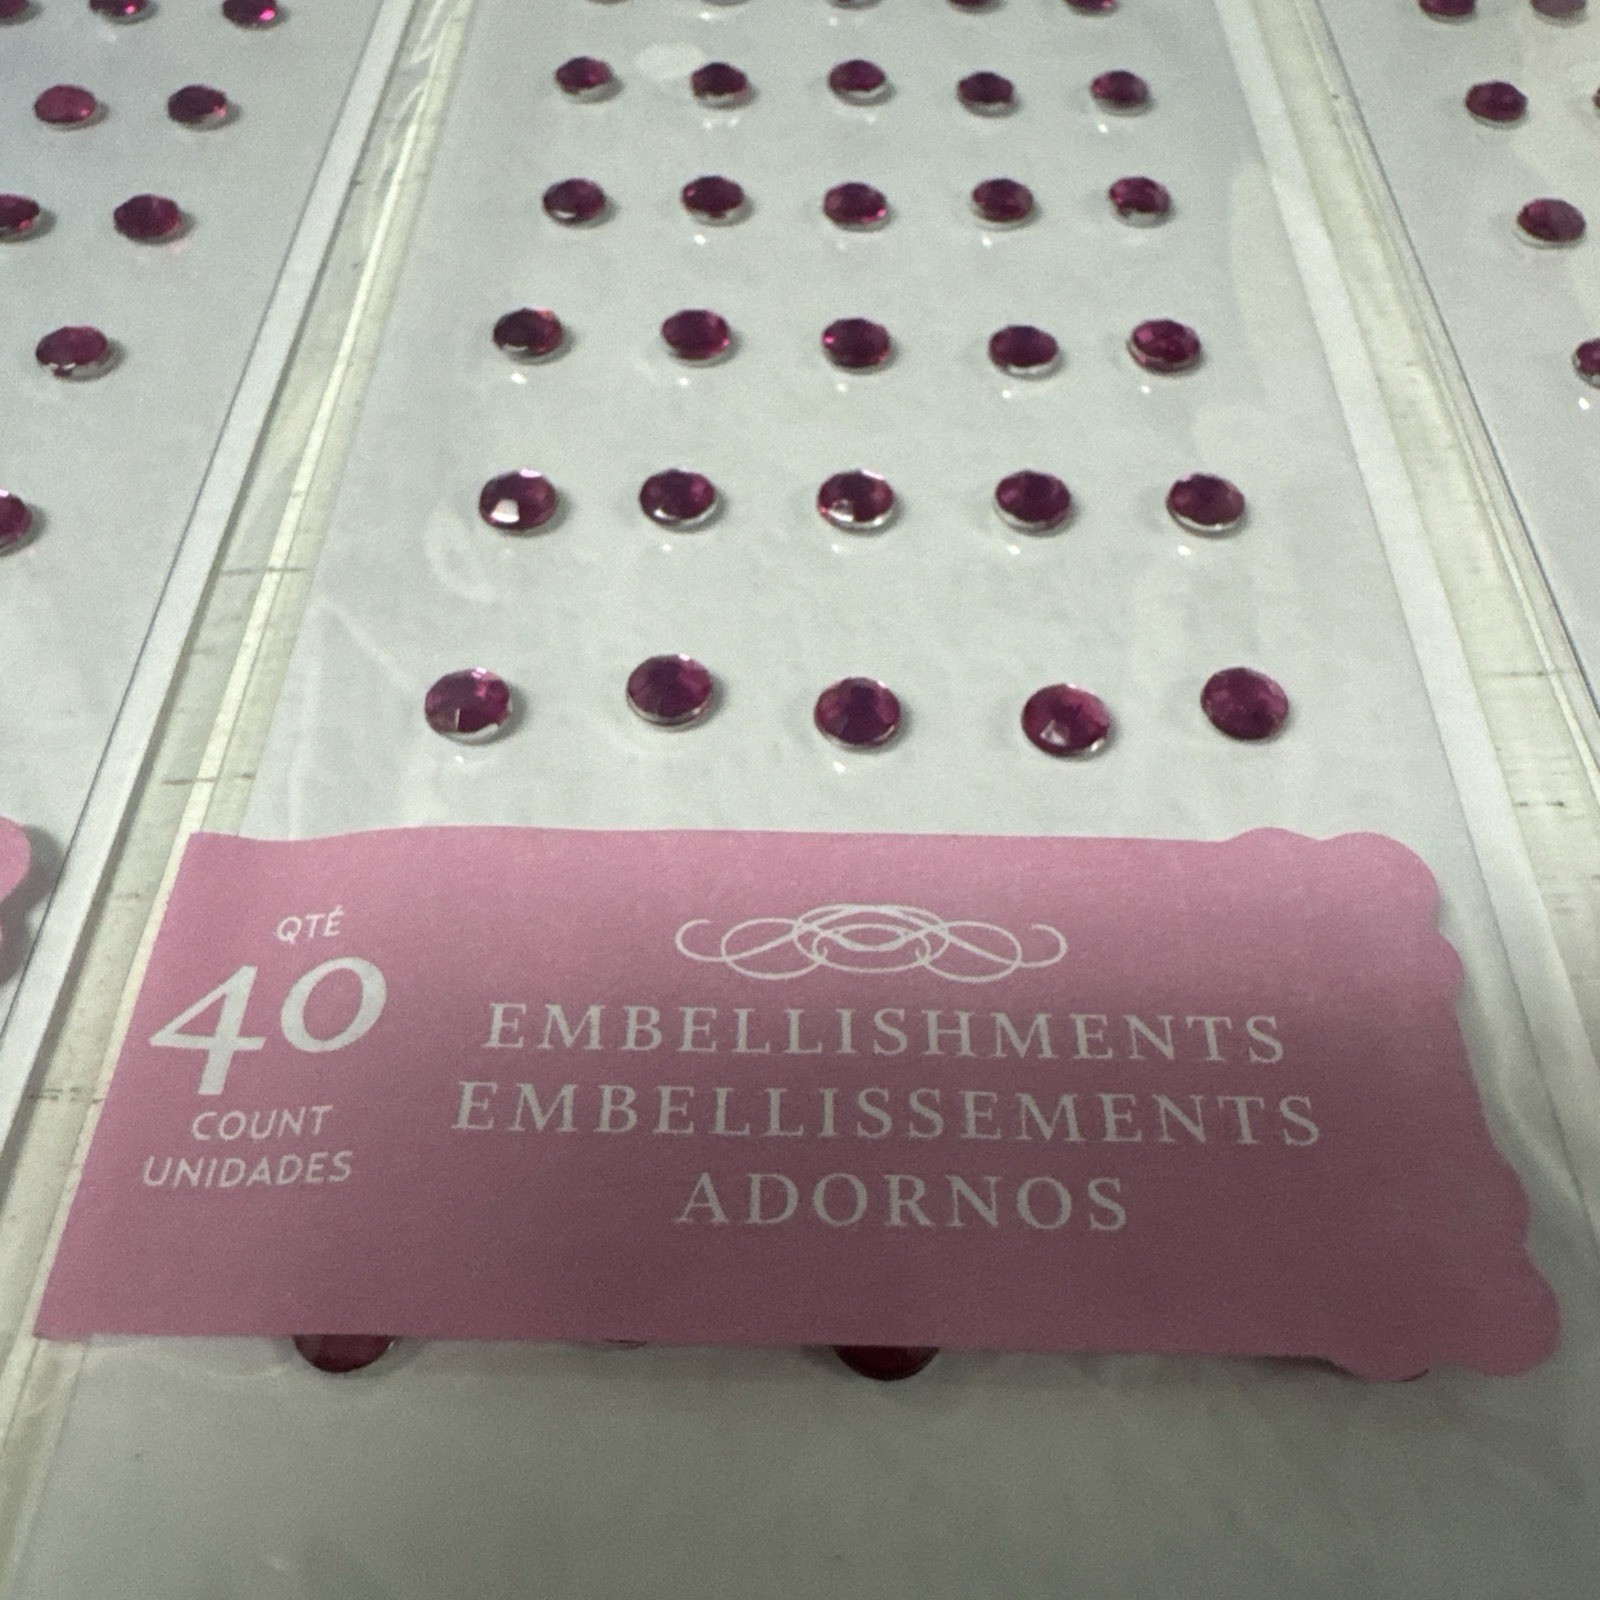 QTÉ
40
COUNT
UNIDADES
EMBELLISHMENTS
EMBELLISSEMENTS
ADORNOS